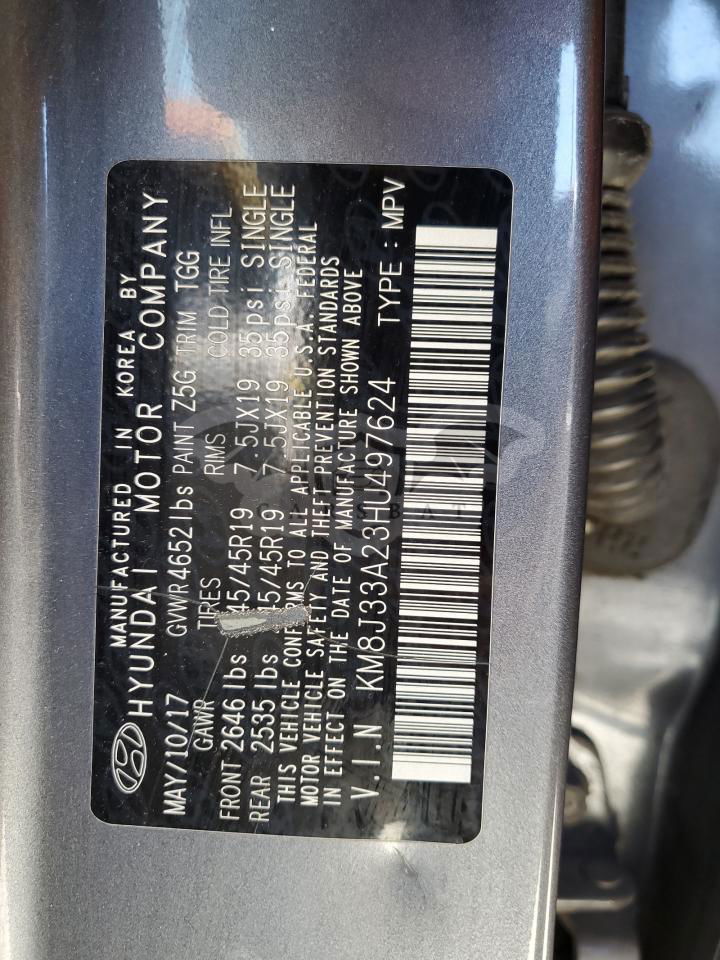 MANUFACTURED IN KOREA BY
HYUNDAI MOTOR COMPANY
MAY/10/17 GVWR 4652 lbs PAINT Z5G TRIM TGG
GAWR TIRES RIMS COLD TIRE INFL
FRONT 2646 lbs 45/45R19 7.5JX19 35psi SINGLE
REAR 2535 lbs 45/45R19 7.5JX19 35psi SINGLE
THIS VEHICLE CONFORMS TO ALL APPLICABLE U.S.A. FEDERAL
MOTOR VEHICLE SAFETY AND THEFT PREVENTION STANDARDS
IN EFFECT ON THE DATE OF MANUFACTURE SHOWN ABOVE
V.I.N KM8J33A23HU497624 TYPE : MPV